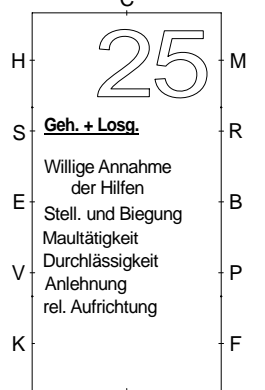 C
25
H
M
Geh. + Losg.
S
R
Willige Annahme
der Hilfen
E
B
Stell. und Biegung
Maultätigkeit
Durchlässigkeit
V
P
Anlehnung
rel. Aufrichtung
K
F